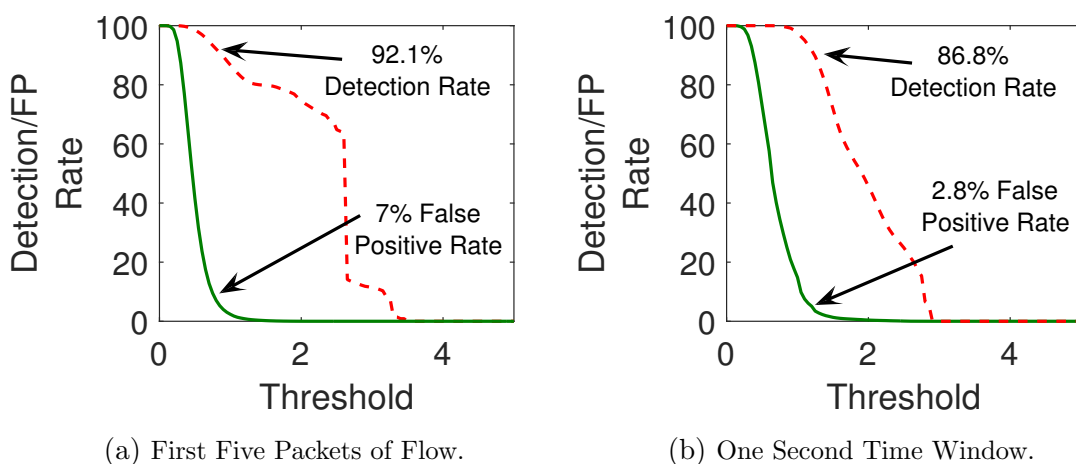 100
80
60
40
20
0
0
2
4
Detection/FP
Rate
Threshold
92.1%
Detection Rate
7% False
Positive Rate
(a) First Five Packets of Flow.
100
80
60
40
20
0
0
2
4
Detection/FP
Rate
Threshold
86.8%
Detection Rate
2.8% False
Positive Rate
(b) One Second Time Window.